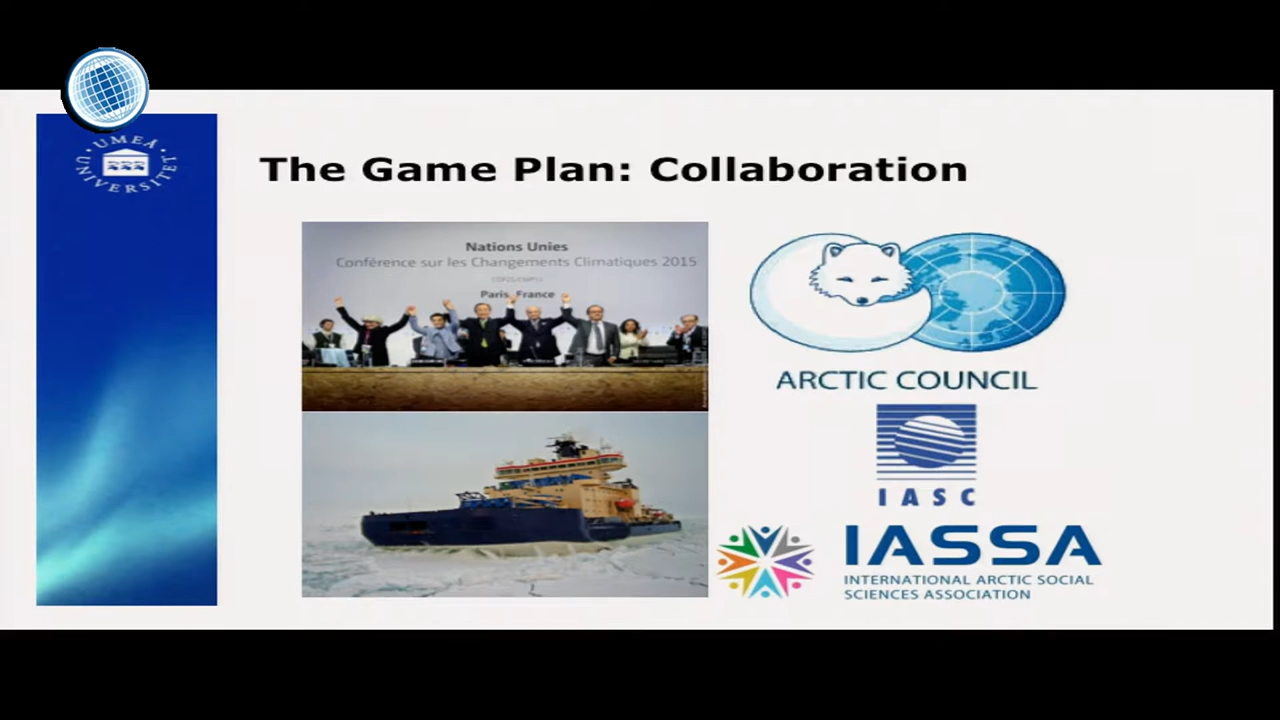 UMEÅ
UNIVERSITET
The Game Plan: Collaboration
Nations Unies
Conférence sur les Changements Climatiques 2015
Paris, France
ARCTIC COUNCIL
IASC
IASSA
INTERNATIONAL ARCTIC SOCIAL
SCIENCES ASSOCIATION